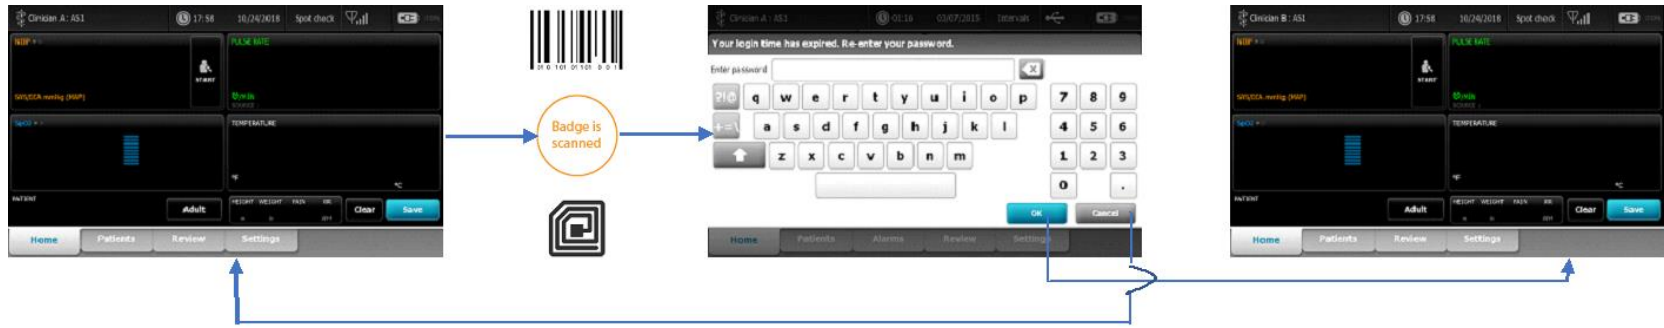 Clinician A: AS1
17:58
10/24/2018
Spot check
NIBP
START
SYS/DIA mmHg (MAP)
PULSE RATE
SpO2
TEMPERATURE
°F
°C
PATIENT
Adult
HEIGHT WEIGHT PAIN RR
Clear
Save
Home
Patients
Review
Settings
Badge is
scanned
Clinician A: AS1
03/07/2015
Intervals
Your login time has expired. Re-enter your password.
Enter password
?!@ q w e r t y u i o p 7 8 9
+=\ a s d f g h j k l 4 5 6
z x c v b n m 1 2 3
0 .
OK
Cancel
Home
Patients
Alarms
Review
Settings
Clinician B: AS1
17:58
10/24/2018
Spot check
NIBP
START
SYS/DIA mmHg (MAP)
PULSE RATE
SpO2
TEMPERATURE
°F
°C
PATIENT
Adult
HEIGHT WEIGHT PAIN RR
Clear
Save
Home
Patients
Review
Settings